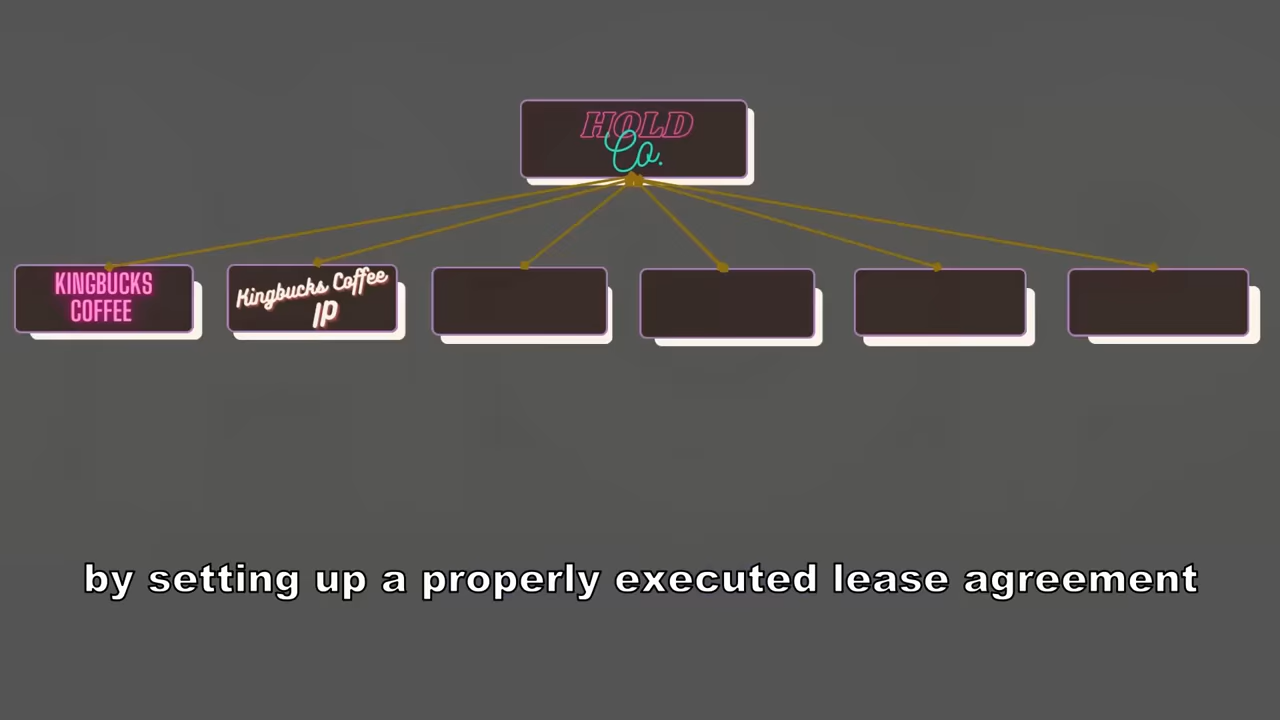 HOLD
Co.
KINGBUCKS
COFFEE
Kingbucks Coffee
IP
by setting up a properly executed lease agreement